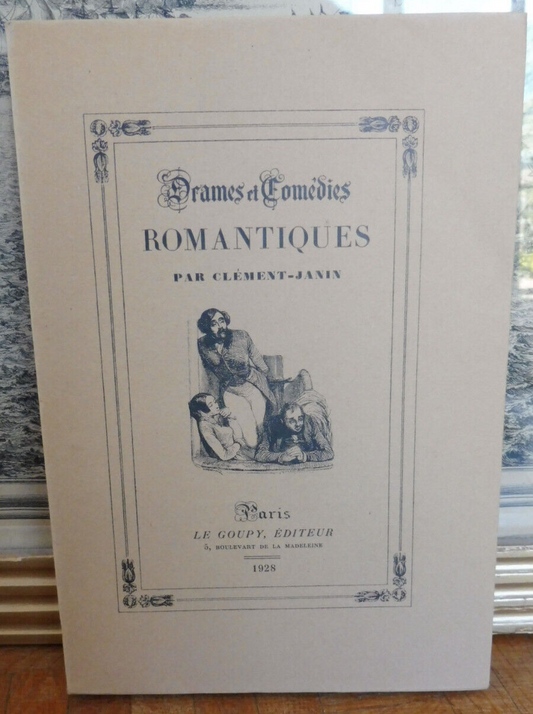 Drames et Comédies
ROMANTIQUES
PAR CLÉMENT-JANIN
Paris
LE GOUPY, ÉDITEUR
5, BOULEVART DE LA MADELEINE
1928